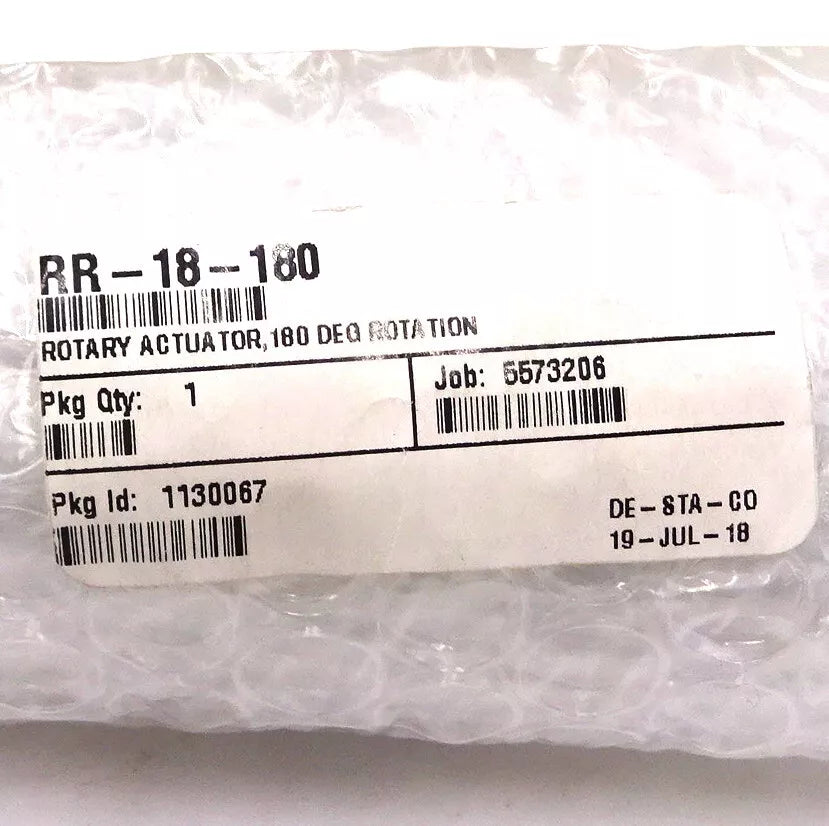 RR-18-180
ROTARY ACTUATOR,180 DEG ROTATION
Pkg Qty: 1
Job: 5573206
Pkg Id: 1130067
DE-STA-CO
19-JUL-18